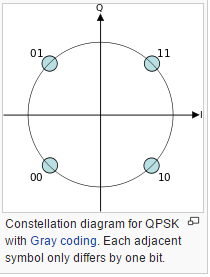 Q
01 11
I
00 10
Constellation diagram for QPSK
with Gray coding. Each adjacent
symbol only differs by one bit.